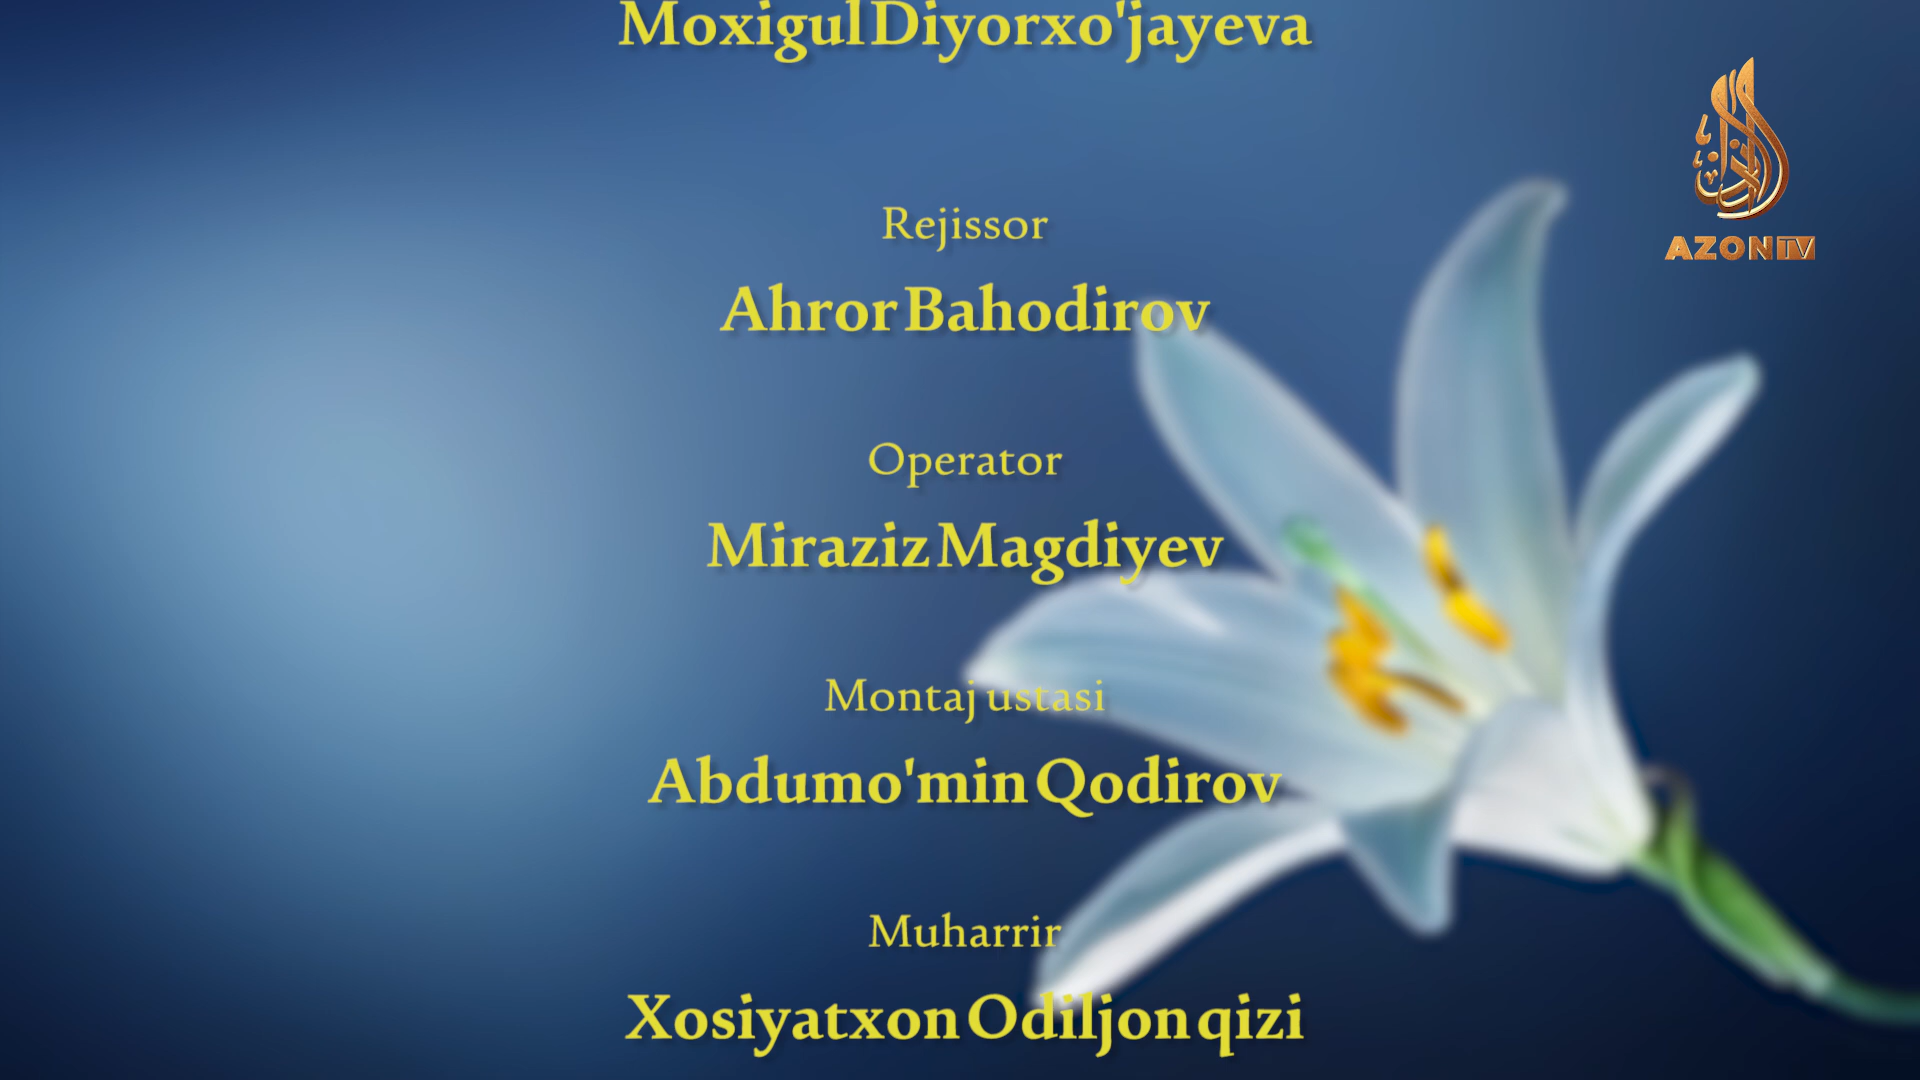 Moxigul Diyorxo'jayeva
AZON TV
Rejissor
Ahror Bahodirov
Operator
Miraziz Magdiyev
Montaj ustasi
Abdumo'min Qodirov
Muharrir
Xosiyatxon Odiljon qizi